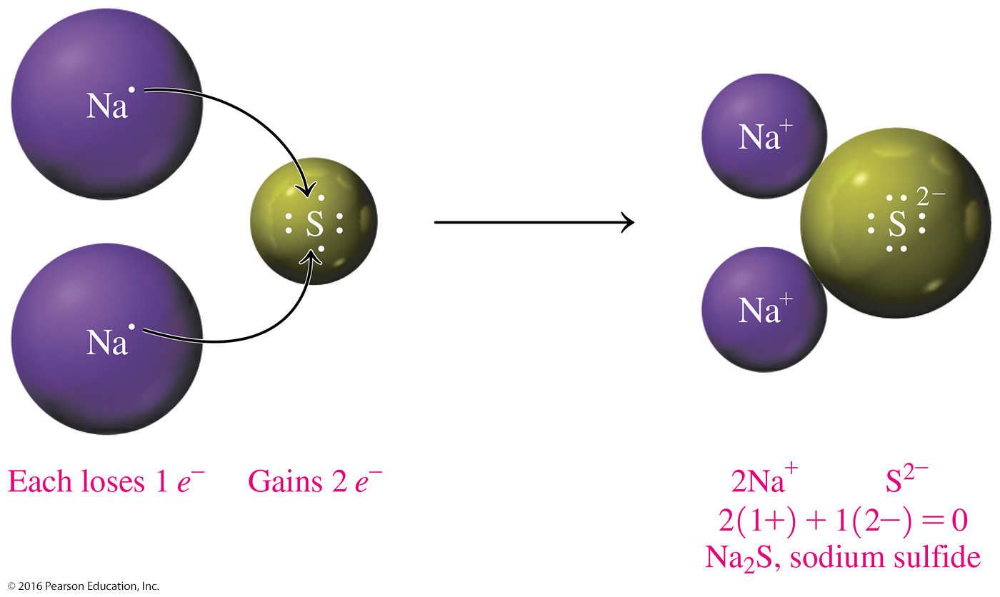 Na•
Na•
S
Na⁺
Na⁺
S 2−
Each loses 1 e⁻
Gains 2 e⁻
2Na⁺
S²⁻
2(1+) + 1(2−) = 0
Na₂S, sodium sulfide
© 2016 Pearson Education, Inc.